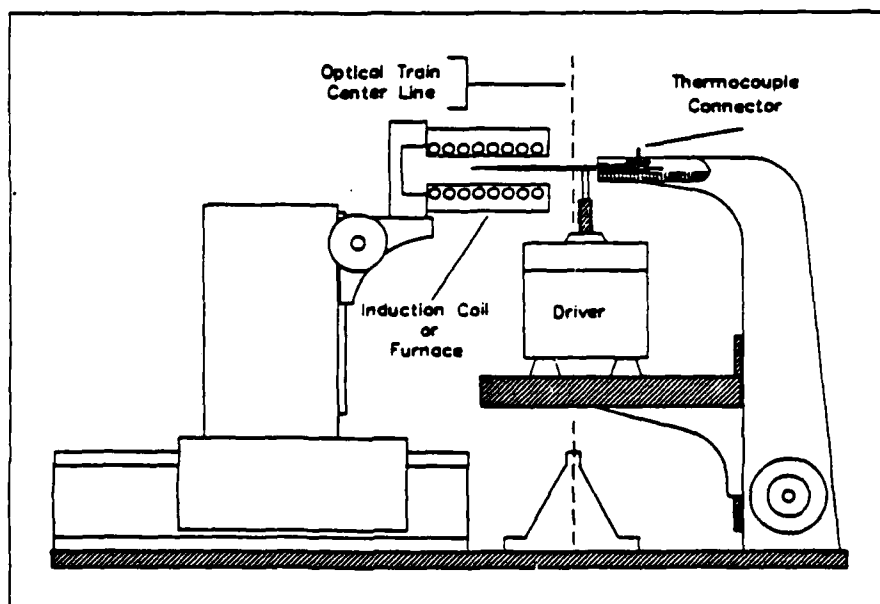 Optical Train
Center Line
Thermocouple
Connector
Induction Coil
or
Furnace
Driver